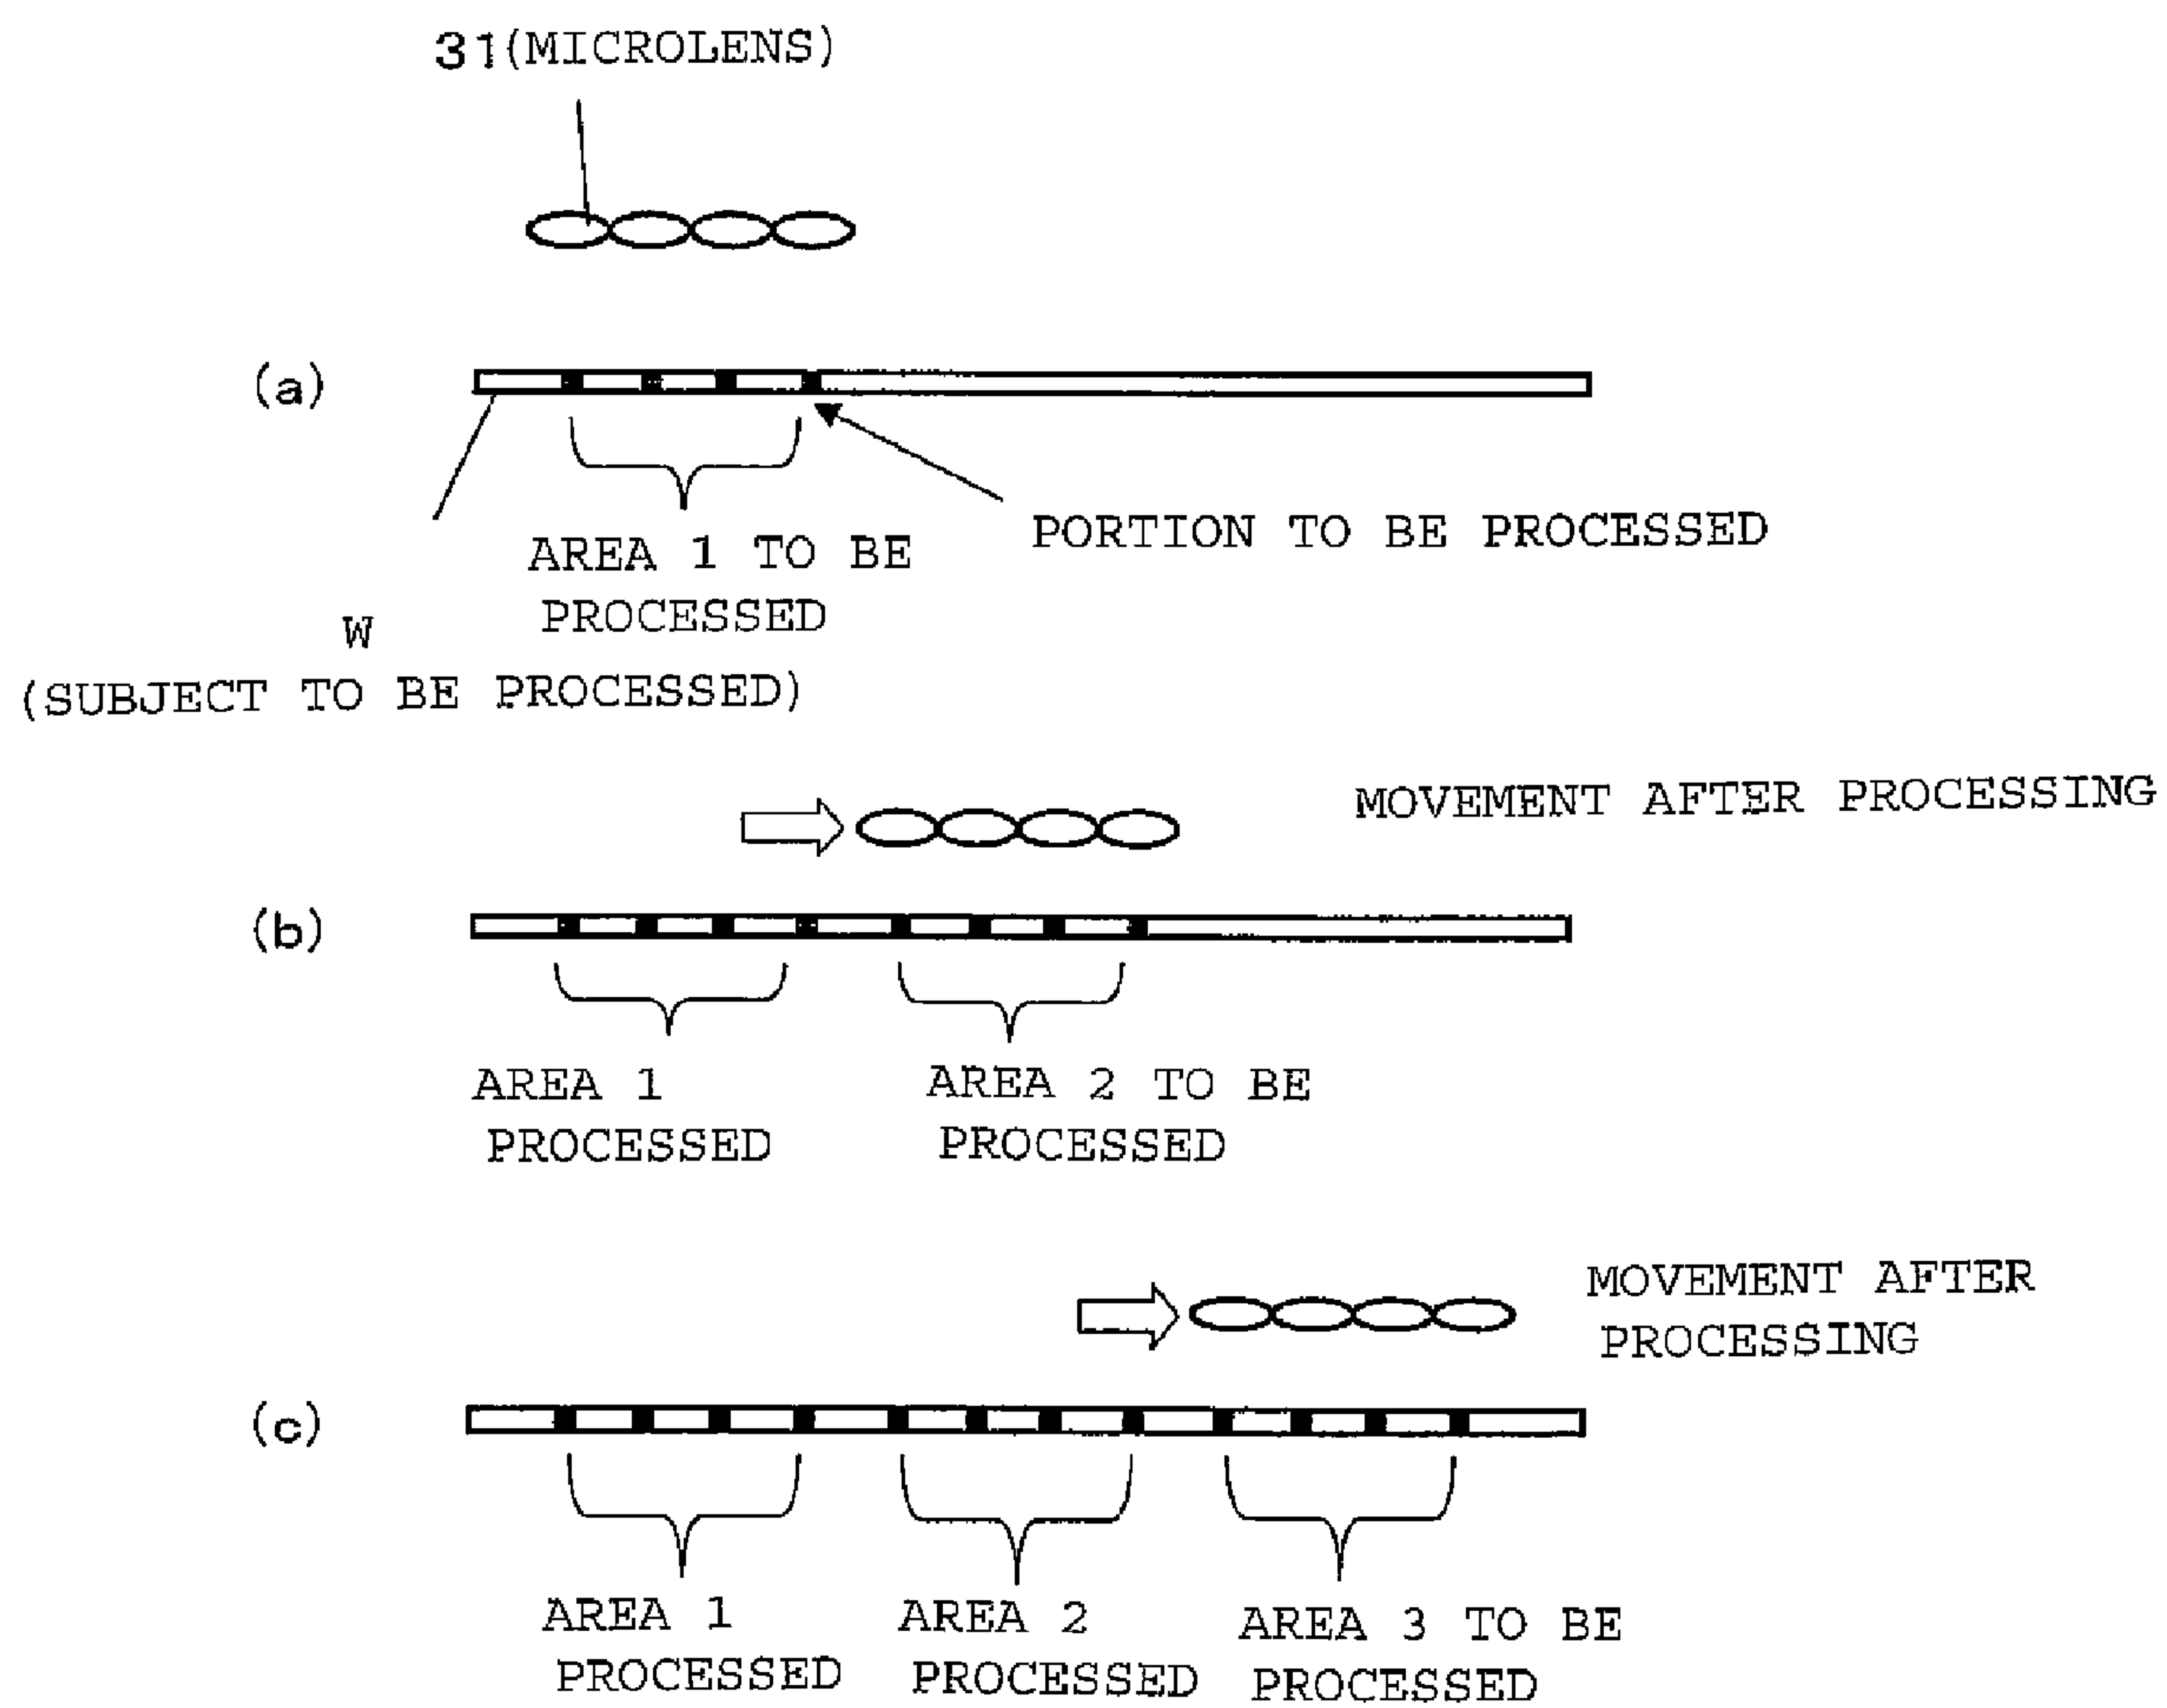 31(MICROLENS)
(a)
PORTION TO BE PROCESSED
AREA 1 TO BE
PROCESSED
W
(SUBJECT TO BE PROCESSED)
MOVEMENT AFTER PROCESSING
(b)
AREA 1
PROCESSED
AREA 2 TO BE
PROCESSED
MOVEMENT AFTER
PROCESSING
(c)
AREA 1
PROCESSED
AREA 2
PROCESSED
AREA 3 TO BE
PROCESSED